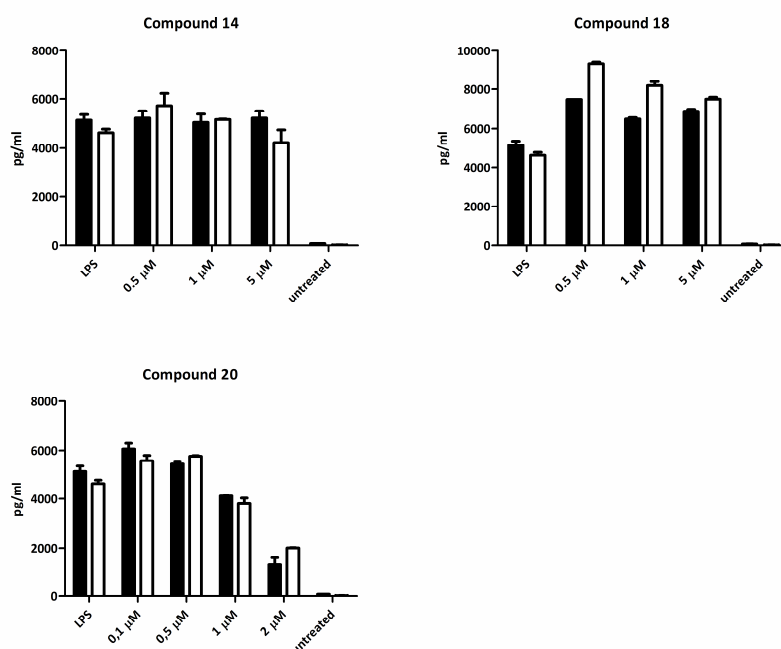 Compound 14
8000
6000
4000
2000
0
pg/ml
LPS
0.5 µM
1 µM
5 µM
untreated
Compound 18
10000
8000
6000
4000
2000
0
pg/ml
LPS
0.5 µM
1 µM
5 µM
untreated
Compound 20
8000
6000
4000
2000
0
pg/ml
LPS
0,1 µM
0,5 µM
1 µM
2 µM
untreated